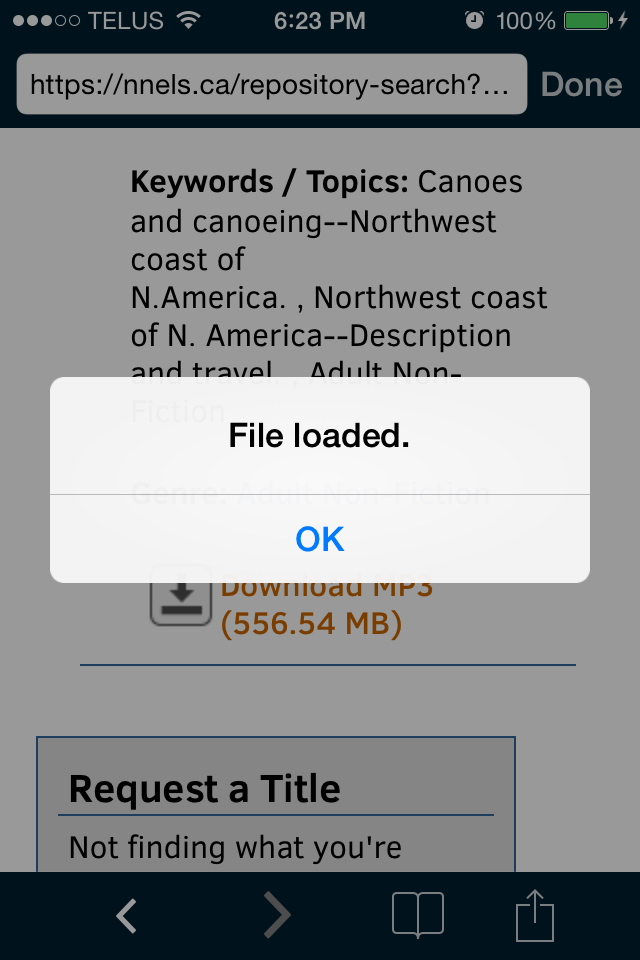 TELUS 6:23 PM 100%
https://nnels.ca/repository-search?... Done
Keywords / Topics: Canoes
and canoeing--Northwest
coast of
N.America. , Northwest coast
of N. America--Description
and travel. , Adult Non-
Fiction
File loaded.
Genre: Adult Non-Fiction
OK
Download MP3
(556.54 MB)
Request a Title
Not finding what you're